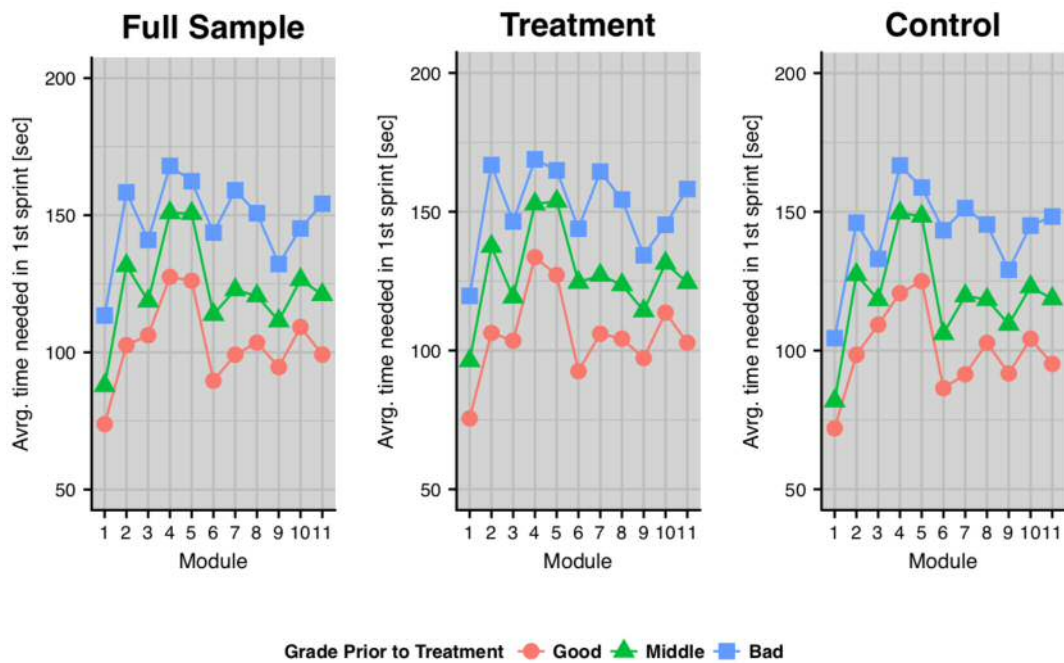 Full Sample
Treatment
Control
Avrg. time needed in 1st sprint [sec]
200
150
100
50
1 2 3 4 5 6 7 8 9 10 11
Module
Avrg. time needed in 1st sprint [sec]
200
150
100
50
1 2 3 4 5 6 7 8 9 10 11
Module
Avrg. time needed in 1st sprint [sec]
200
150
100
50
1 2 3 4 5 6 7 8 9 10 11
Module
Grade Prior to Treatment Good Middle Bad